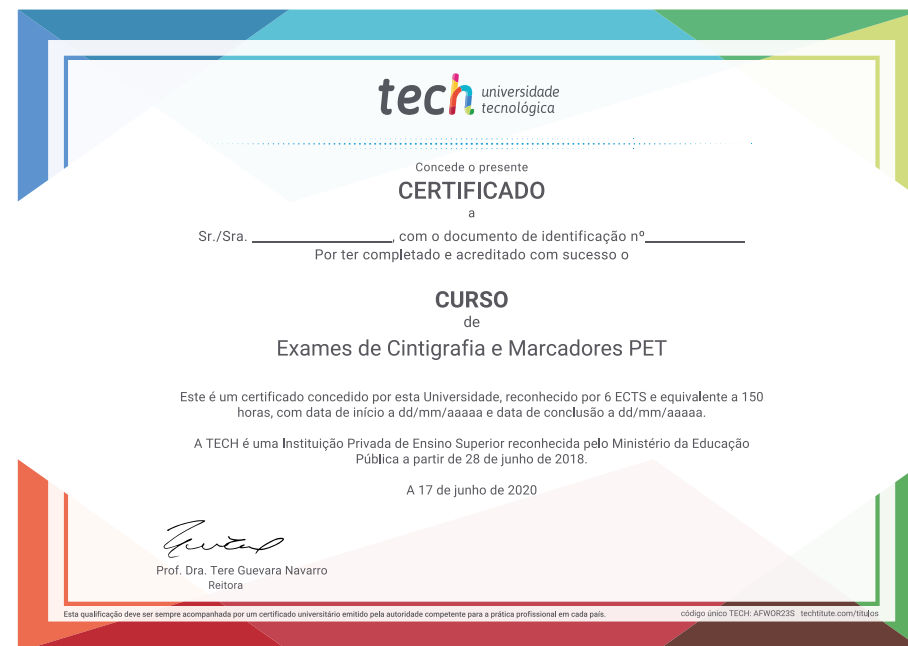 tech universidade
tecnológica
Concede o presente
CERTIFICADO
a
Sr./Sra. , com o documento de identificação nº
Por ter completado e acreditado com sucesso o
CURSO
de
Exames de Cintigrafia e Marcadores PET
Este é um certificado concedido por esta Universidade, reconhecido por 6 ECTS e equivalente a 150
horas, com data de início a dd/mm/aaaaa e data de conclusão a dd/mm/aaaaa.
A TECH é uma Instituição Privada de Ensino Superior reconhecida pelo Ministério da Educação
Pública a partir de 28 de junho de 2018.
A 17 de junho de 2020
Prof. Dra. Tere Guevara Navarro
Reitora
Esta qualificação deve ser sempre acompanhada por um certificado universitário emitido pela autoridade competente para a prática profissional em cada país. código único TECH: AFWOR23S techtitute.com/titulos